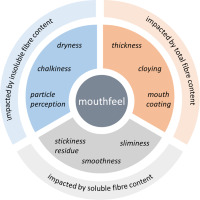 impacted by insoluble fibre content
impacted by total fibre content
dryness
chalkiness
particle
perception
thickness
cloying
mouth
coating
mouthfeel
stickiness
residue
sliminess
smoothness
impacted by soluble fibre content